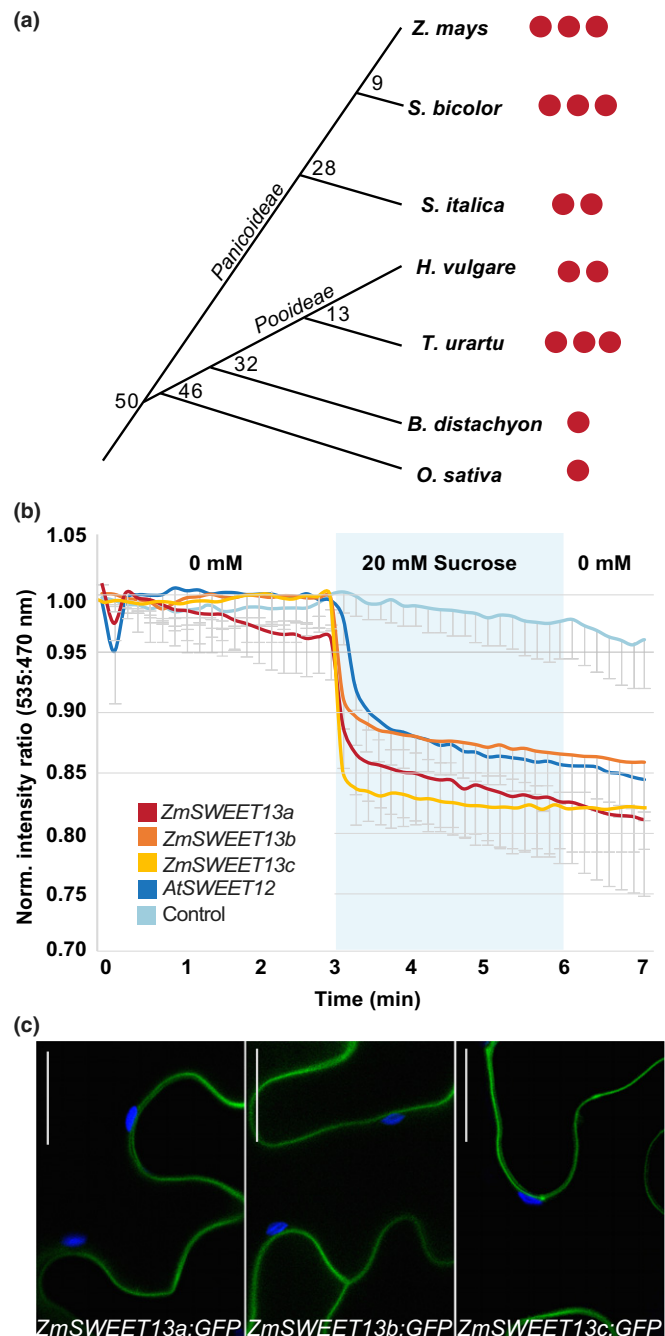 (a)
Z. mays
9
S. bicolor
28
S. italica
Panicoideae
H. vulgare
Pooideae
13
T. urartu
32
50
46
B. distachyon
O. sativa
(b)
1.05
0 mM
20 mM Sucrose
0 mM
1.00
0.95
0.90
0.85
0.80
0.75
0.70
Norm. intensity ratio (535:470 nm)
ZmSWEET13a
ZmSWEET13b
ZmSWEET13c
AtSWEET12
Control
0 1 2 3 4 5 6 7
Time (min)
(c)
ZmSWEET13a:GFP
ZmSWEET13b:GFP
ZmSWEET13c:GFP